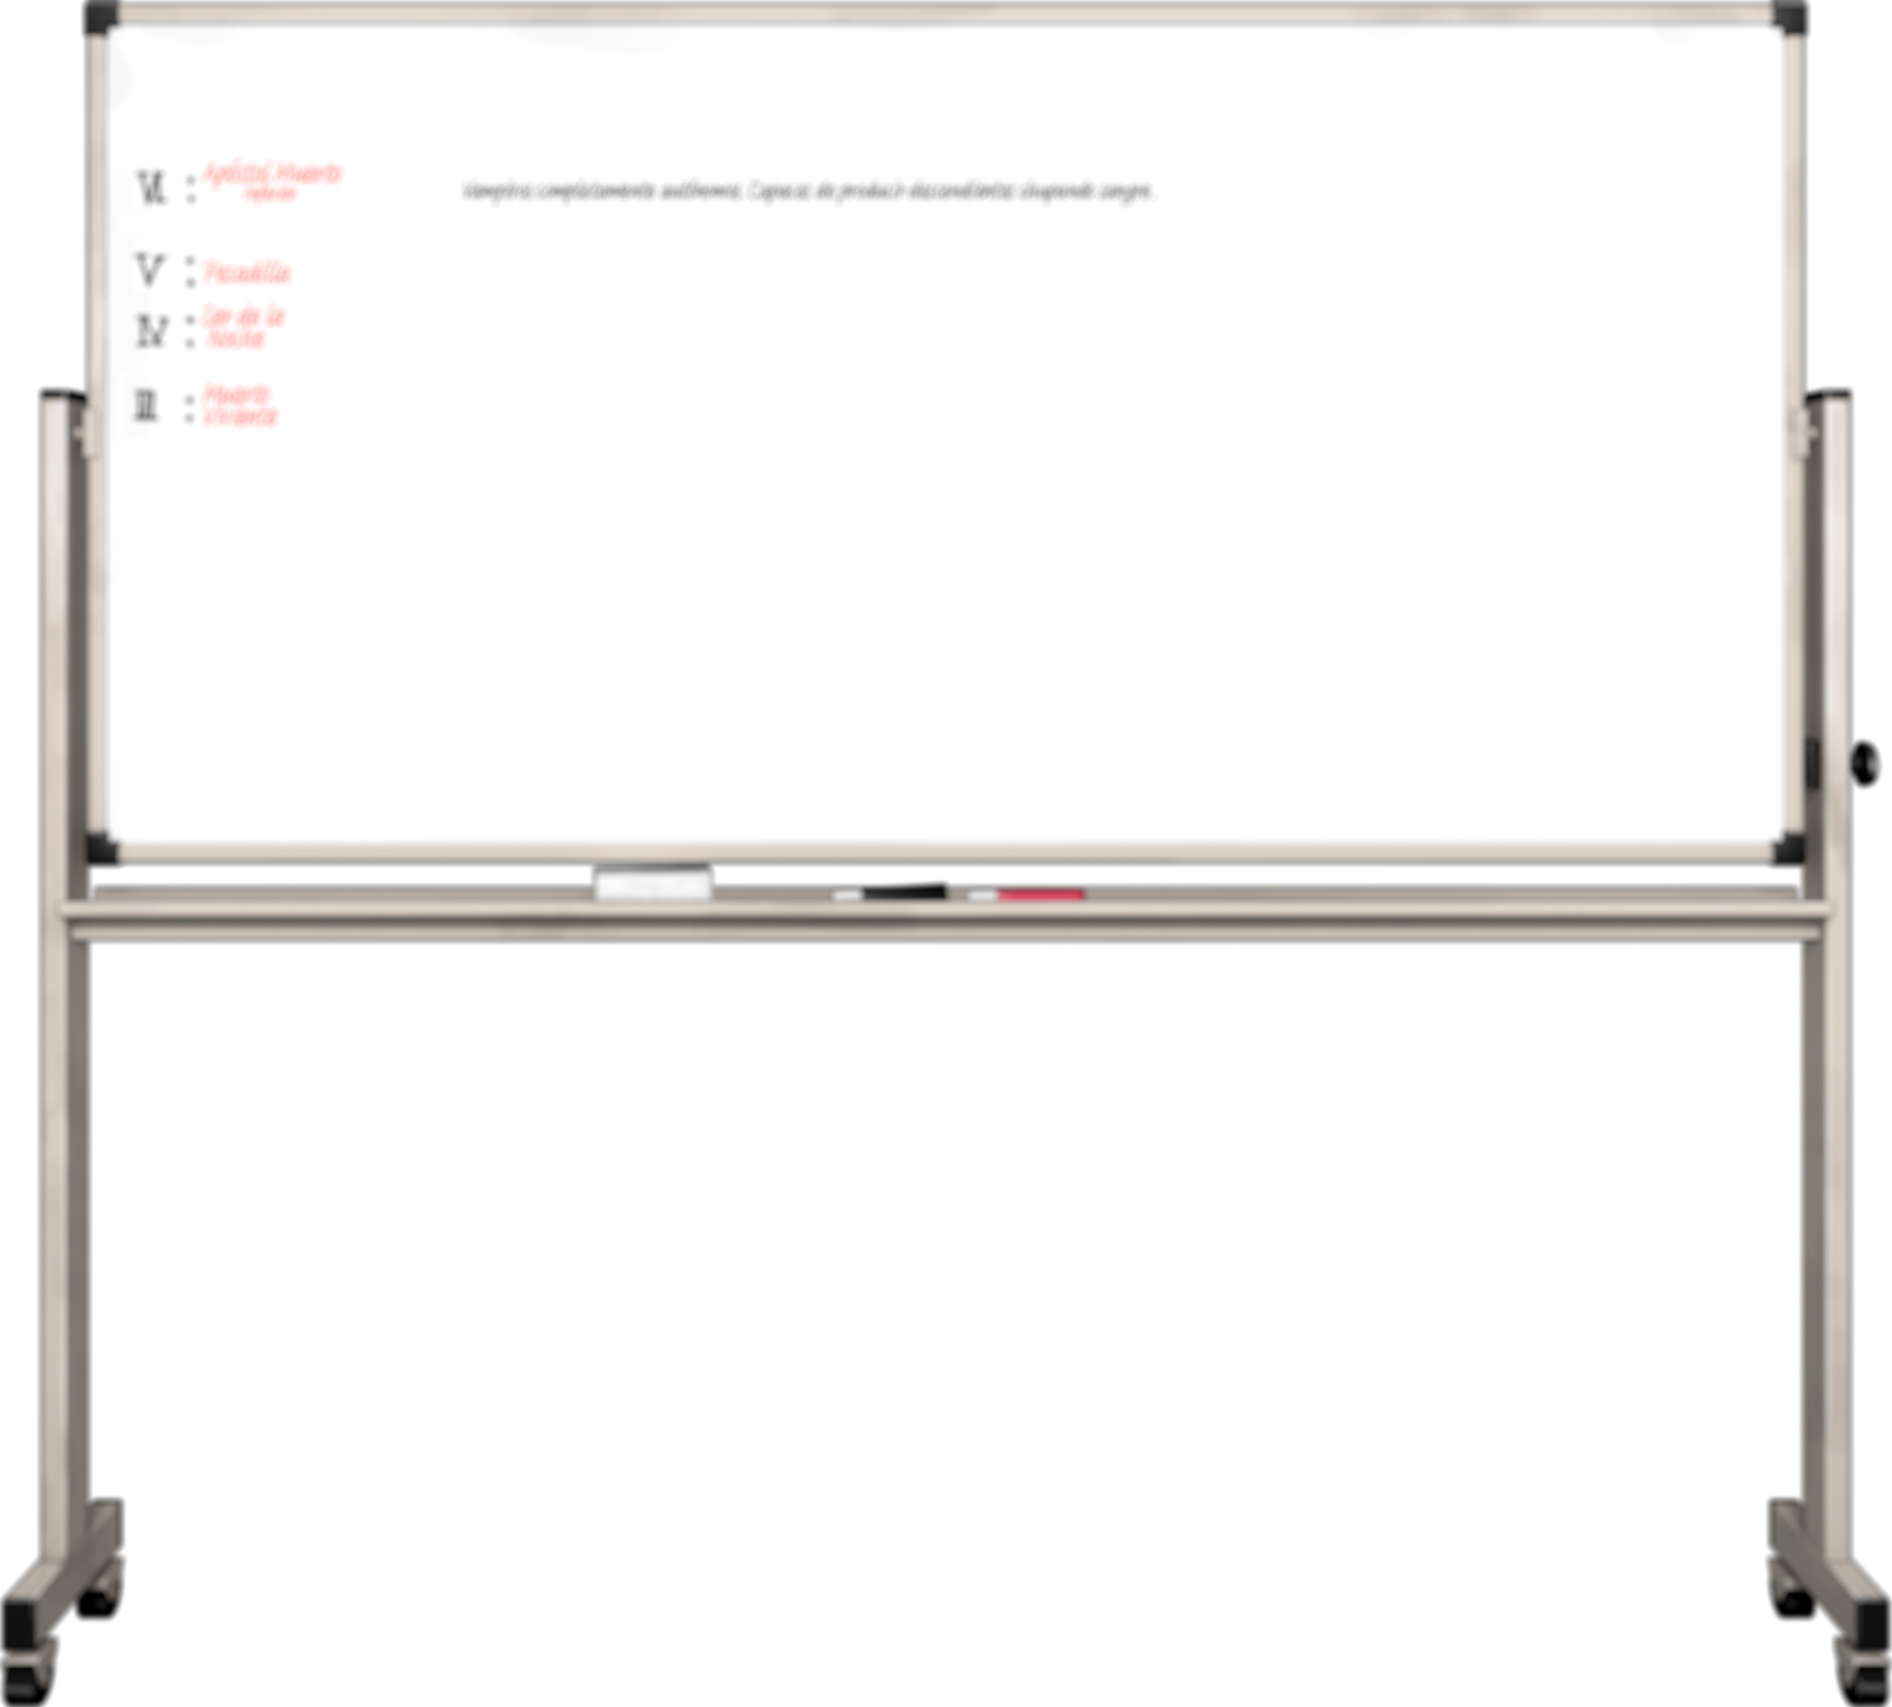 VI : Apóstol Muerto
Vampiros completamente autónomos. Capaces de producir descendientes chupando sangre.
V : Pesadilla
IV : Ser de la
noche
III : Muerto
Viviente